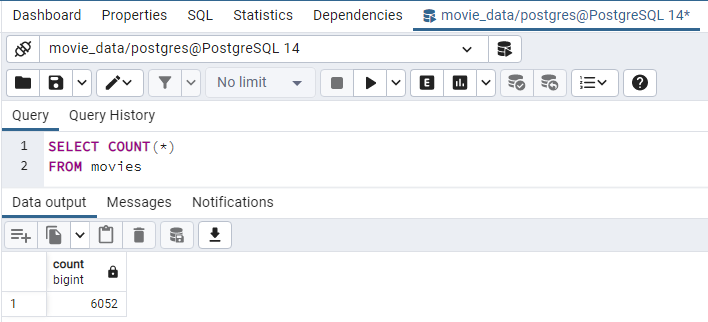 Dashboard Properties SQL Statistics Dependencies movie_data/postgres@PostgreSQL 14*
movie_data/postgres@PostgreSQL 14
No limit
E
Query Query History
1 SELECT COUNT(*)
2 FROM movies
Data output Messages Notifications
count
bigint
1 6052